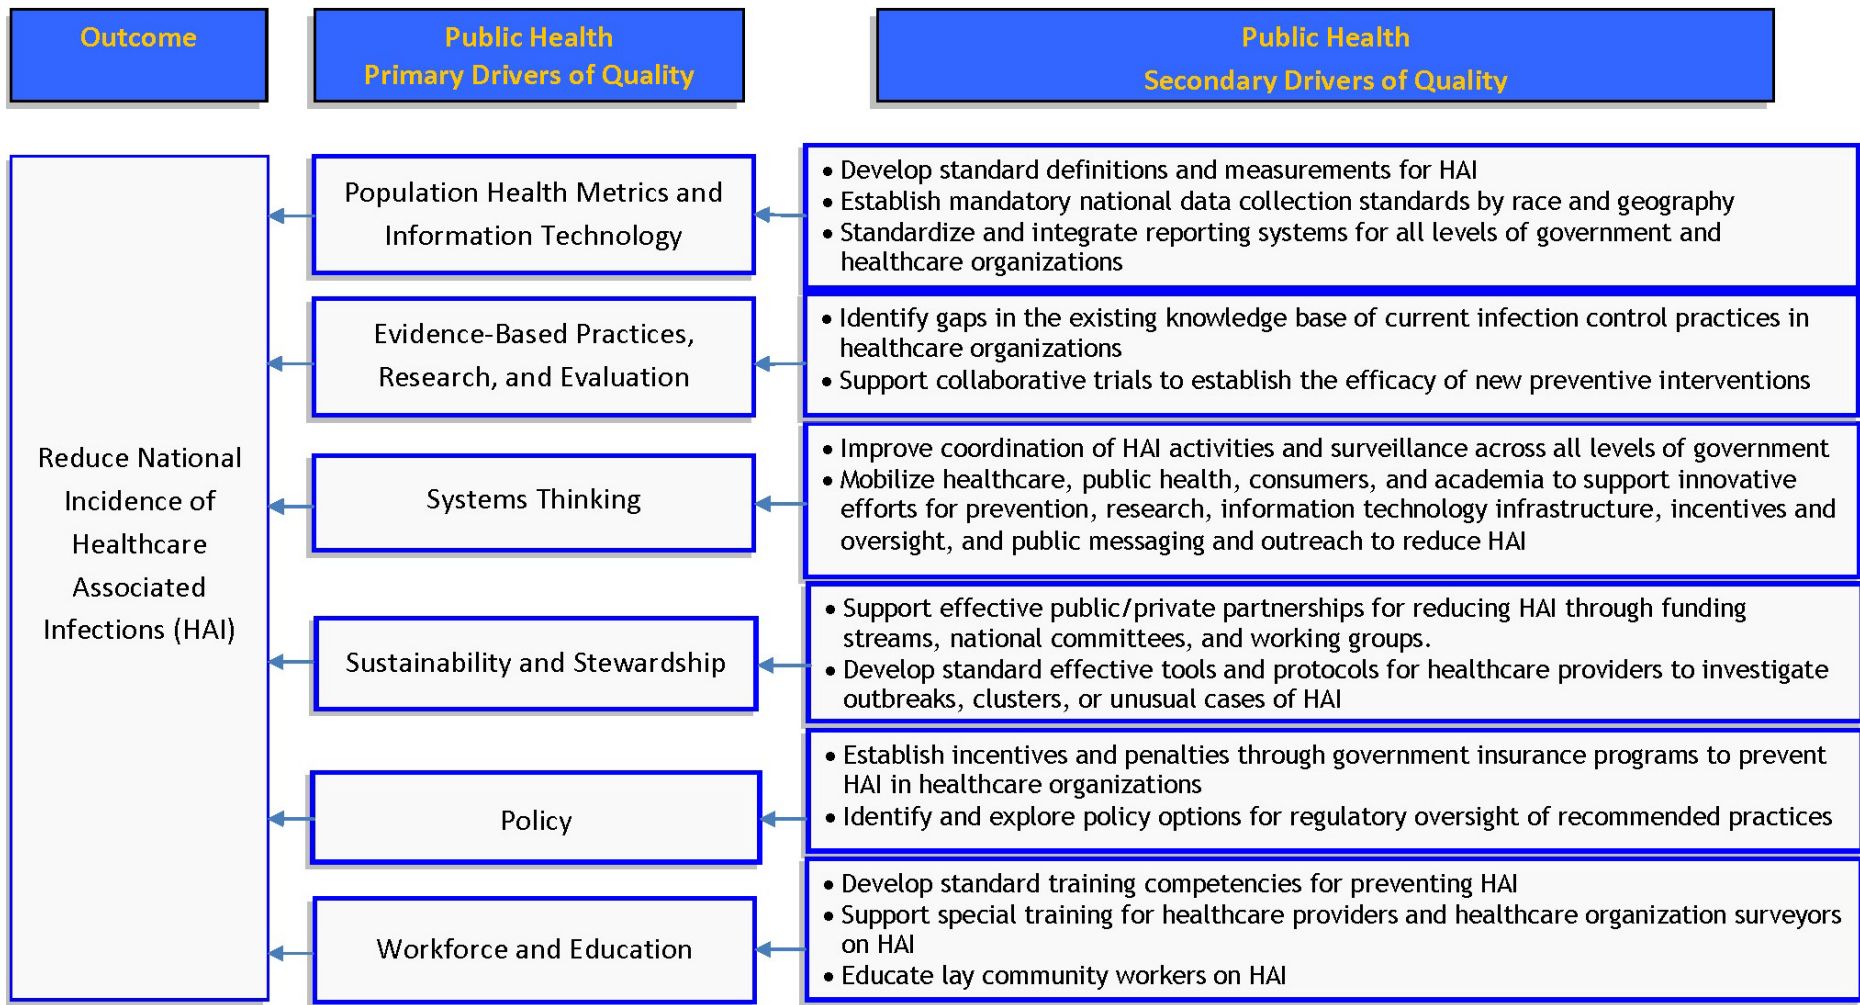 Outcome
Public Health
Primary Drivers of Quality
Public Health
Secondary Drivers of Quality
Reduce National
Incidence of
Healthcare
Associated
Infections (HAI)
Population Health Metrics and
Information Technology
• Develop standard definitions and measurements for HAI
• Establish mandatory national data collection standards by race and geography
• Standardize and integrate reporting systems for all levels of government and
healthcare organizations
Evidence-Based Practices,
Research, and Evaluation
• Identify gaps in the existing knowledge base of current infection control practices in
healthcare organizations
• Support collaborative trials to establish the efficacy of new preventive interventions
Systems Thinking
• Improve coordination of HAI activities and surveillance across all levels of government
• Mobilize healthcare, public health, consumers, and academia to support innovative
efforts for prevention, research, information technology infrastructure, incentives and
oversight, and public messaging and outreach to reduce HAI
Sustainability and Stewardship
• Support effective public/private partnerships for reducing HAI through funding
streams, national committees, and working groups.
• Develop standard effective tools and protocols for healthcare providers to investigate
outbreaks, clusters, or unusual cases of HAI
Policy
• Establish incentives and penalties through government insurance programs to prevent
HAI in healthcare organizations
• Identify and explore policy options for regulatory oversight of recommended practices
Workforce and Education
• Develop standard training competencies for preventing HAI
• Support special training for healthcare providers and healthcare organization surveyors
on HAI
• Educate lay community workers on HAI